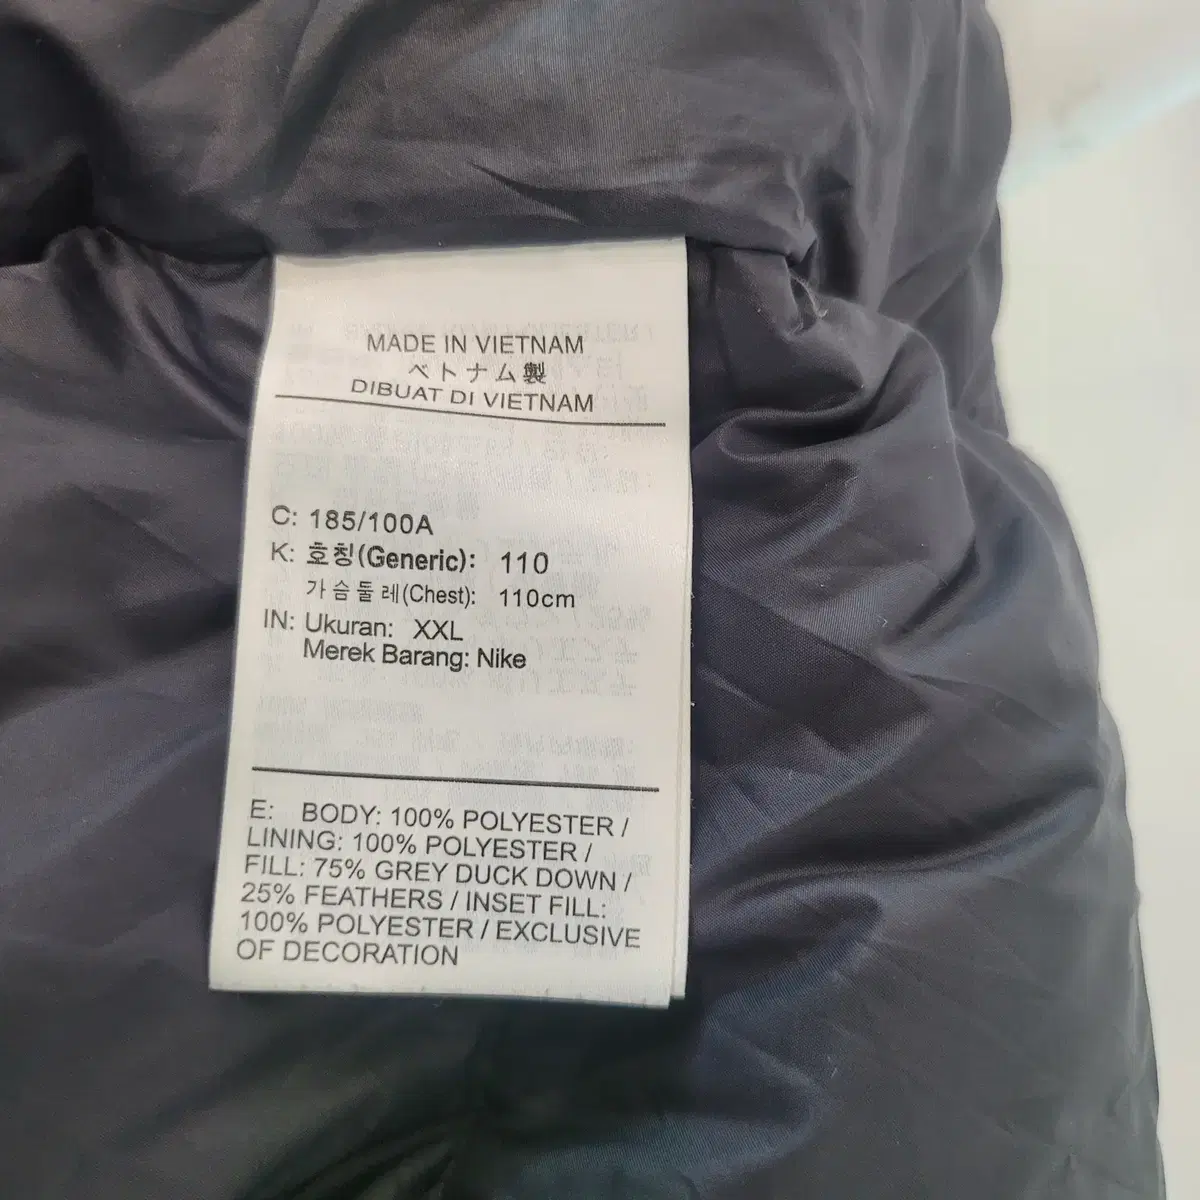 MADE IN VIETNAM
ベトナム製
DIBUAT DI VIETNAM
C: 185/100A
K: 호칭(Generic): 110
가슴둘레(Chest): 110cm
IN: Ukuran: XXL
Merek Barang: Nike
E: BODY: 100% POLYESTER /
LINING: 100% POLYESTER /
FILL: 75% GREY DUCK DOWN /
25% FEATHERS / INSET FILL:
100% POLYESTER / EXCLUSIVE
OF DECORATION